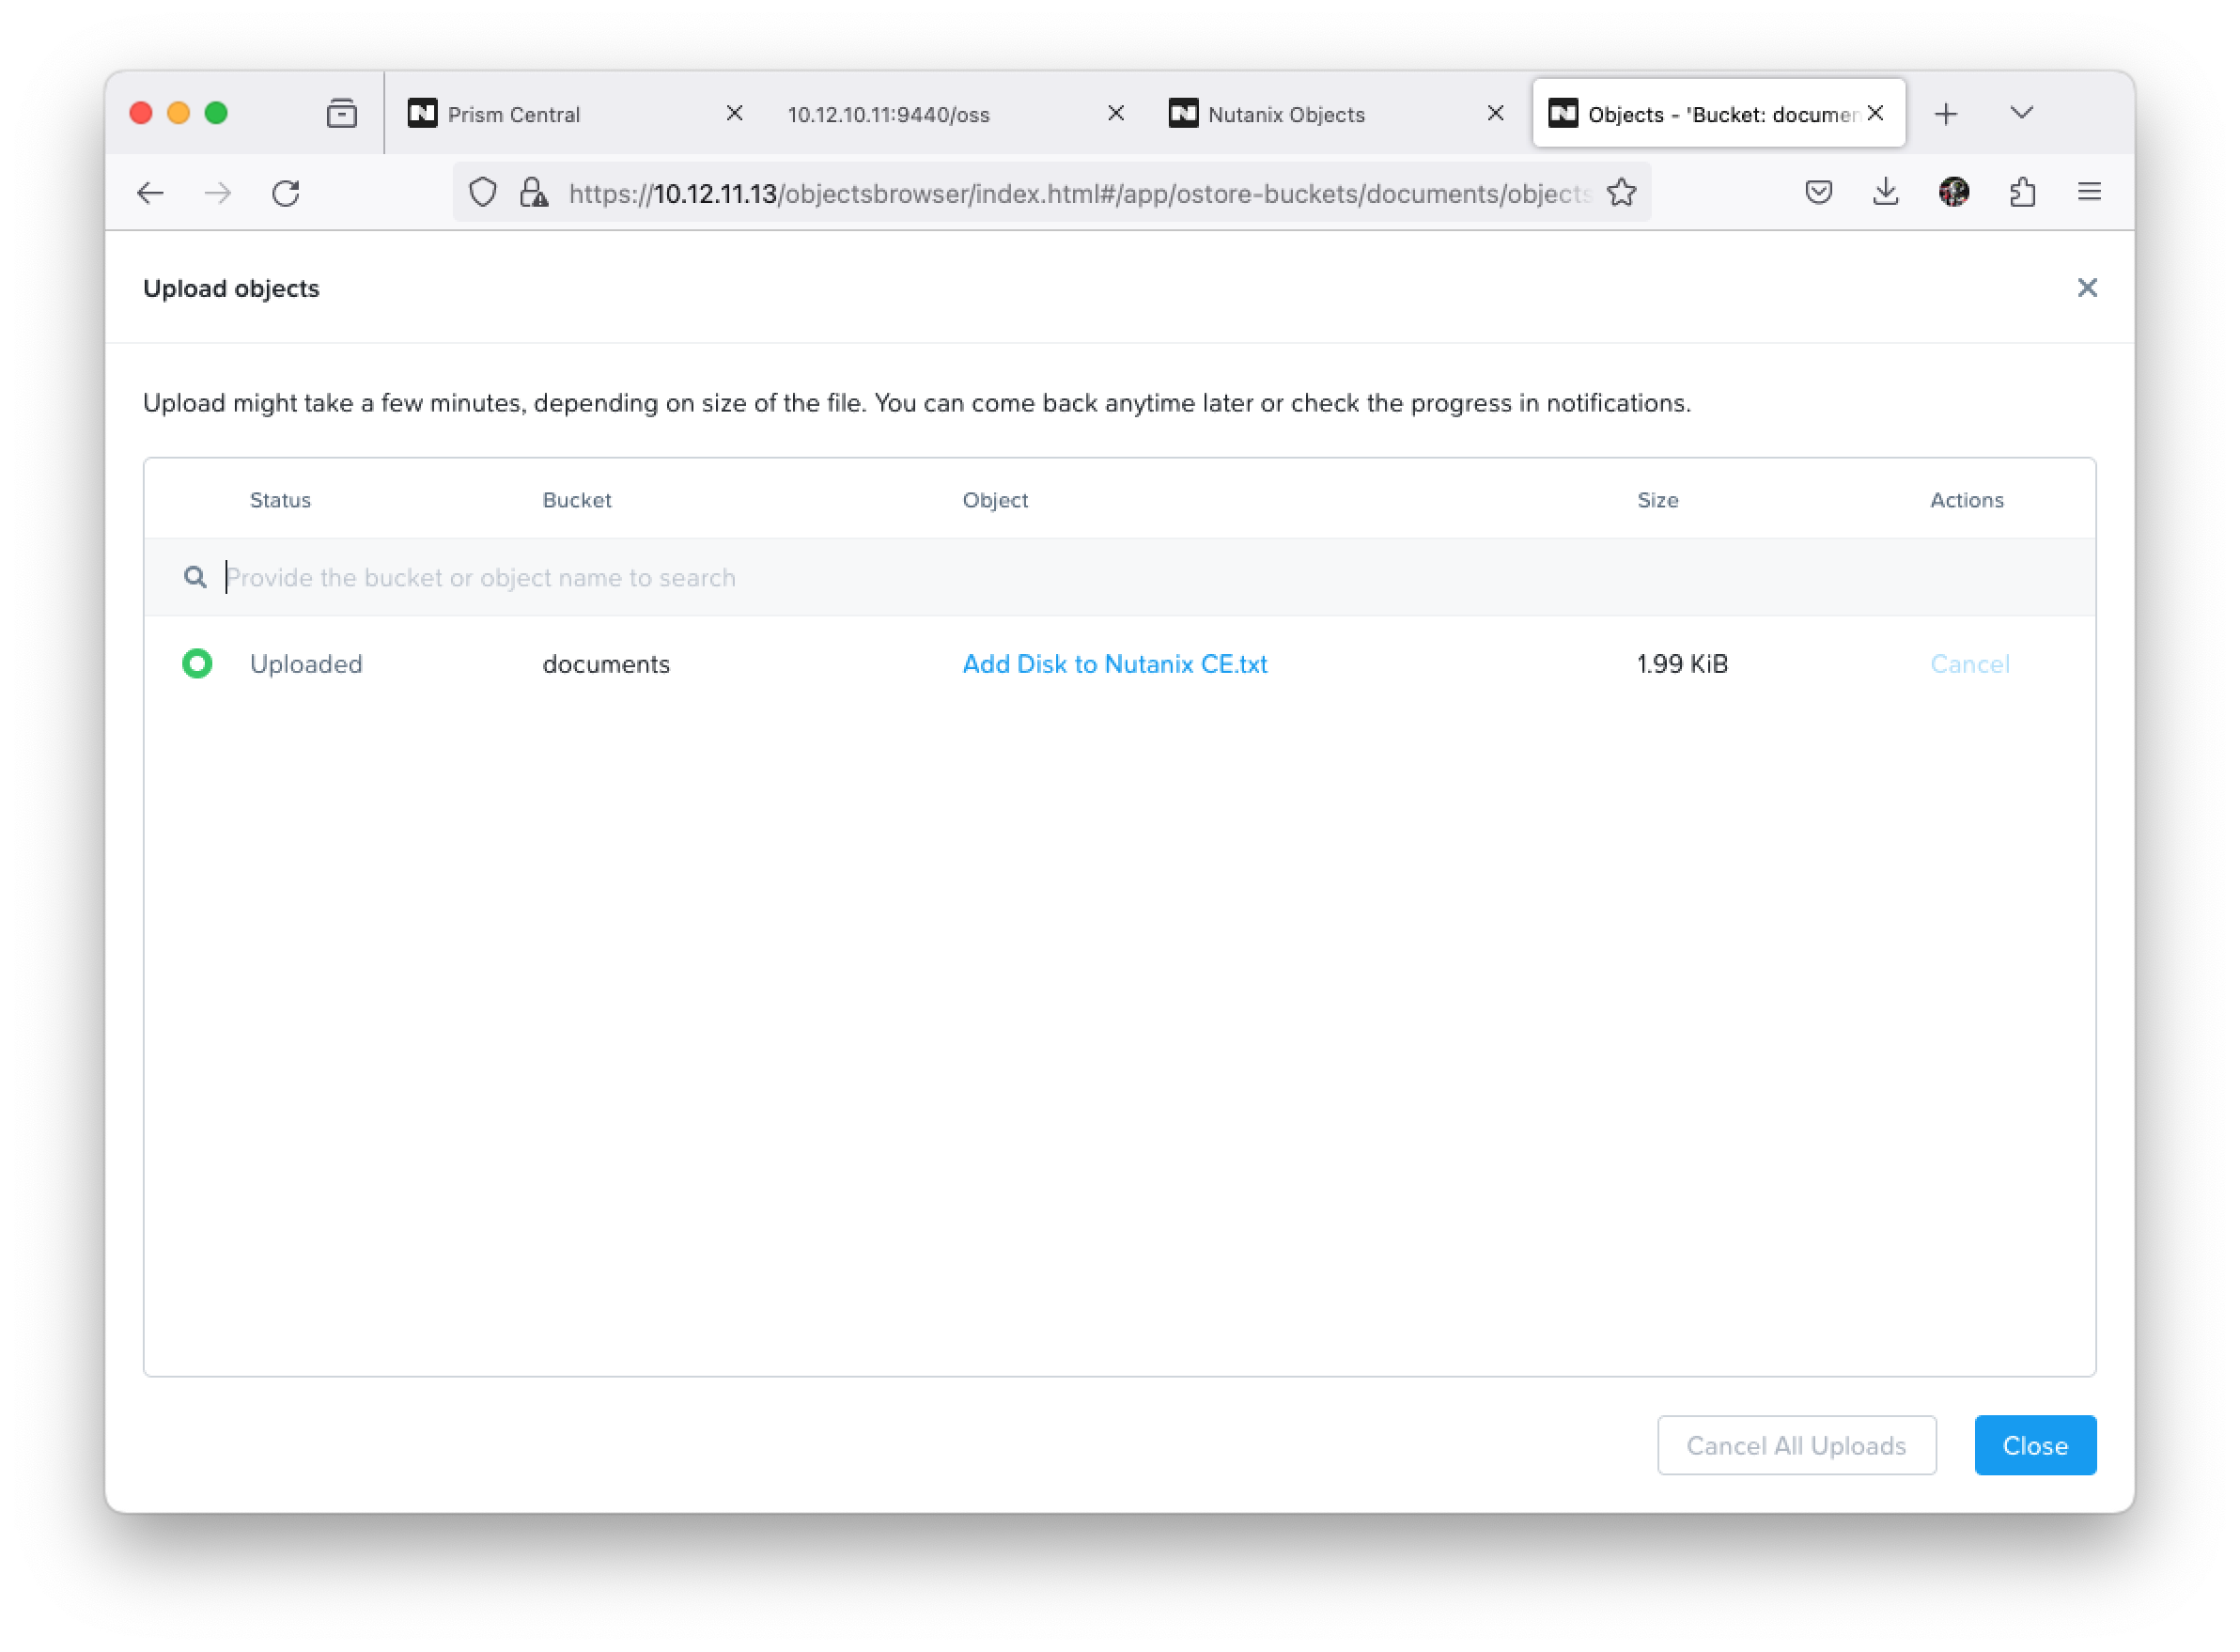 Prism Central
10.12.10.11:9440/oss
Nutanix Objects
Objects - 'Bucket: documen
https://10.12.11.13/objectsbrowser/index.html#/app/ostore-buckets/documents/objects
Upload objects
Upload might take a few minutes, depending on size of the file. You can come back anytime later or check the progress in notifications.
Status Bucket Object Size Actions
Provide the bucket or object name to search
Uploaded documents Add Disk to Nutanix CE.txt 1.99 KiB Cancel
Cancel All Uploads Close